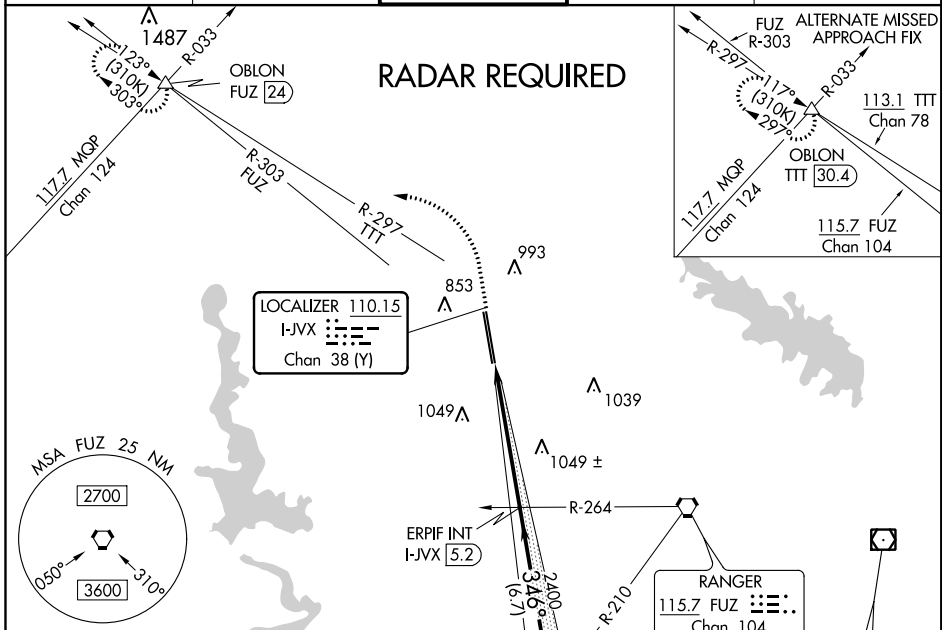 1487
R-033
123°
(310K)
303°
OBLON
FUZ 24
117.7 MQP
Chan 124
R-303
FUZ
R-297
TTT
RADAR REQUIRED
FUZ
R-303
ALTERNATE MISSED
APPROACH FIX
R-297
R-033
117°
(310K)
297°
113.1 TTT
Chan 78
OBLON
TTT 30.4
117.7 MQP
Chan 124
115.7 FUZ
Chan 104
993
853
LOCALIZER 110.15
I-JVX
Chan 38 (Y)
1039
1049
1049 ±
MSA FUZ 25 NM
2700
050°
310°
3600
R-264
ERPIF INT
I-JVX 5.2
2400
346°
(6.7)
R-210
RANGER
115.7 FUZ
Chan 104